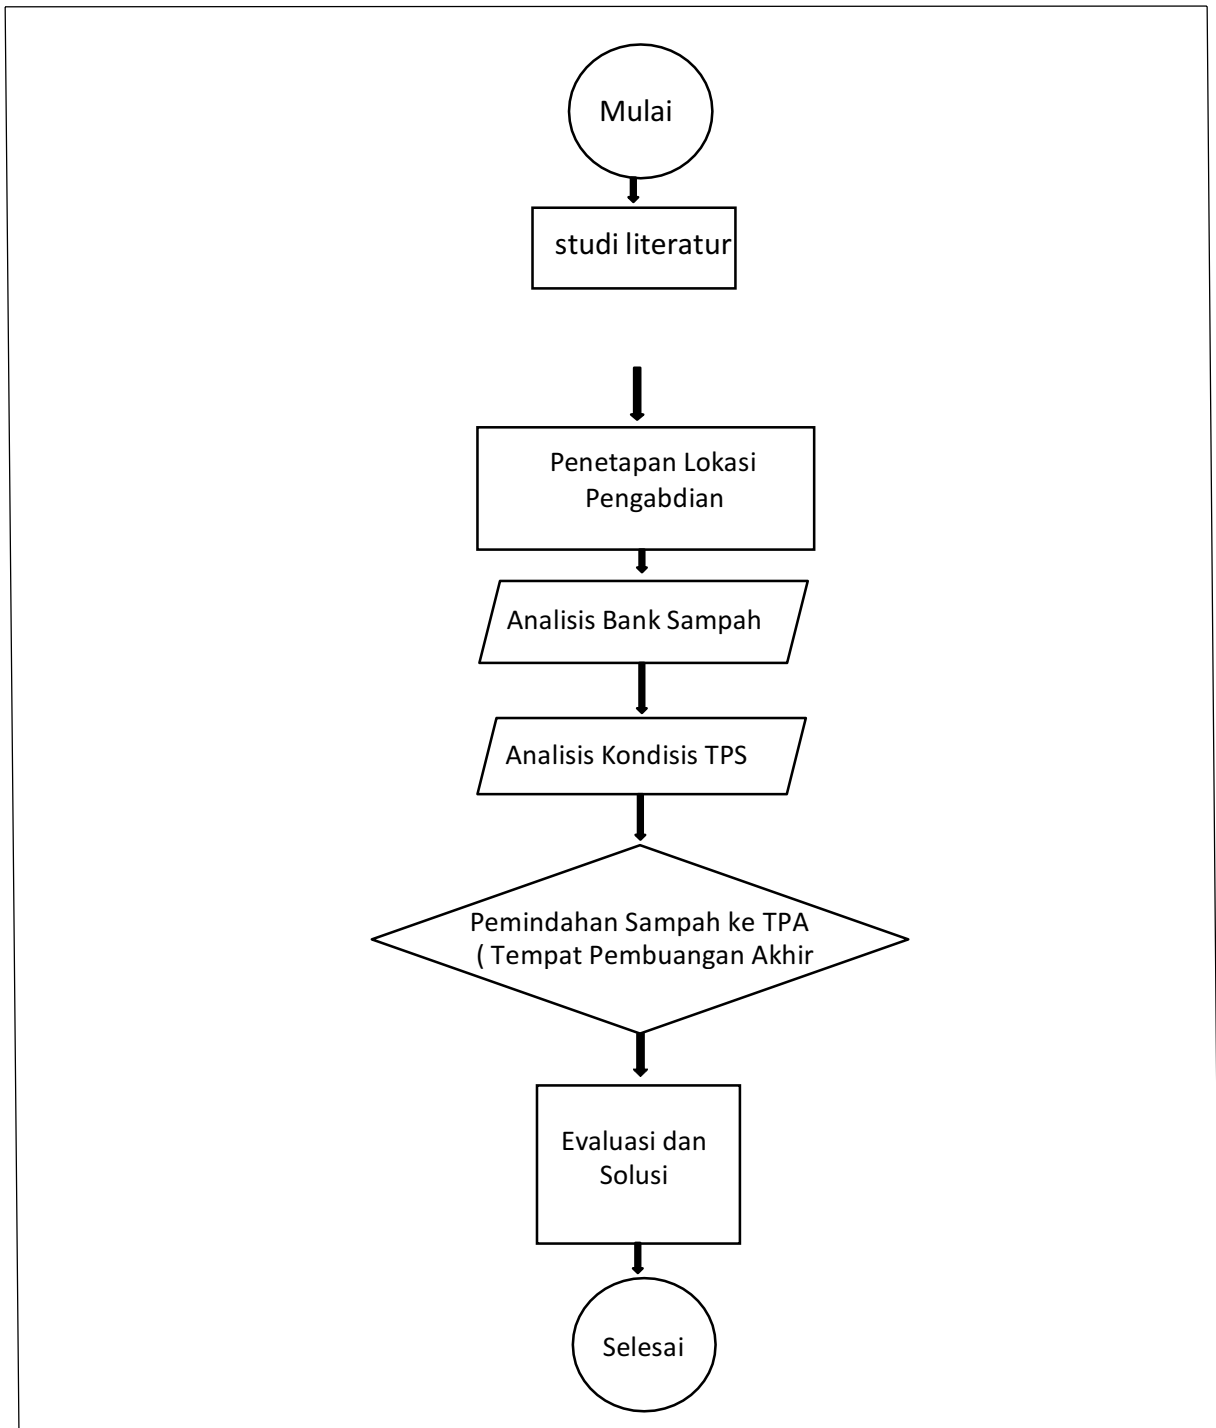 Mulai
studi literatur
Penetapan Lokasi
Pengabdian
Analisis Bank Sampah
Analisis Kondisis TPS
Pemindahan Sampah ke TPA
( Tempat Pembuangan Akhir
Evaluasi dan
Solusi
Selesai